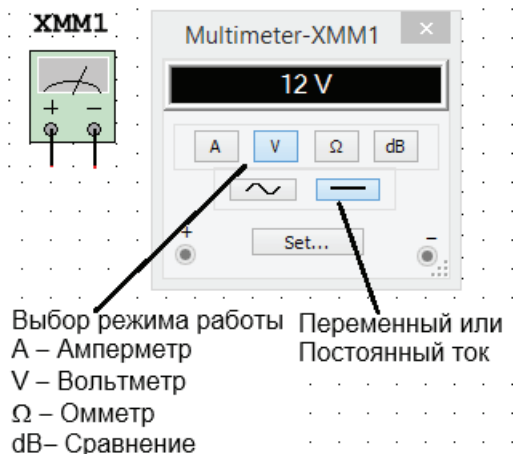 XMM1
+ −
Multimeter-XMM1 ×
12 V
A V Ω dB
+ Set... −
Выбор режима работы
А – Амперметр
V – Вольтметр
Ω – Омметр
dB– Сравнение
Переменный или
Постоянный ток